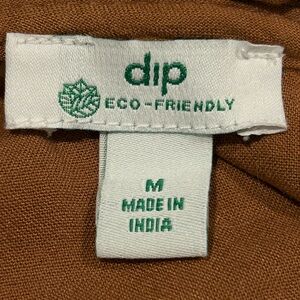 dip
ECO-FRIENDLY
M
MADE IN
INDIA